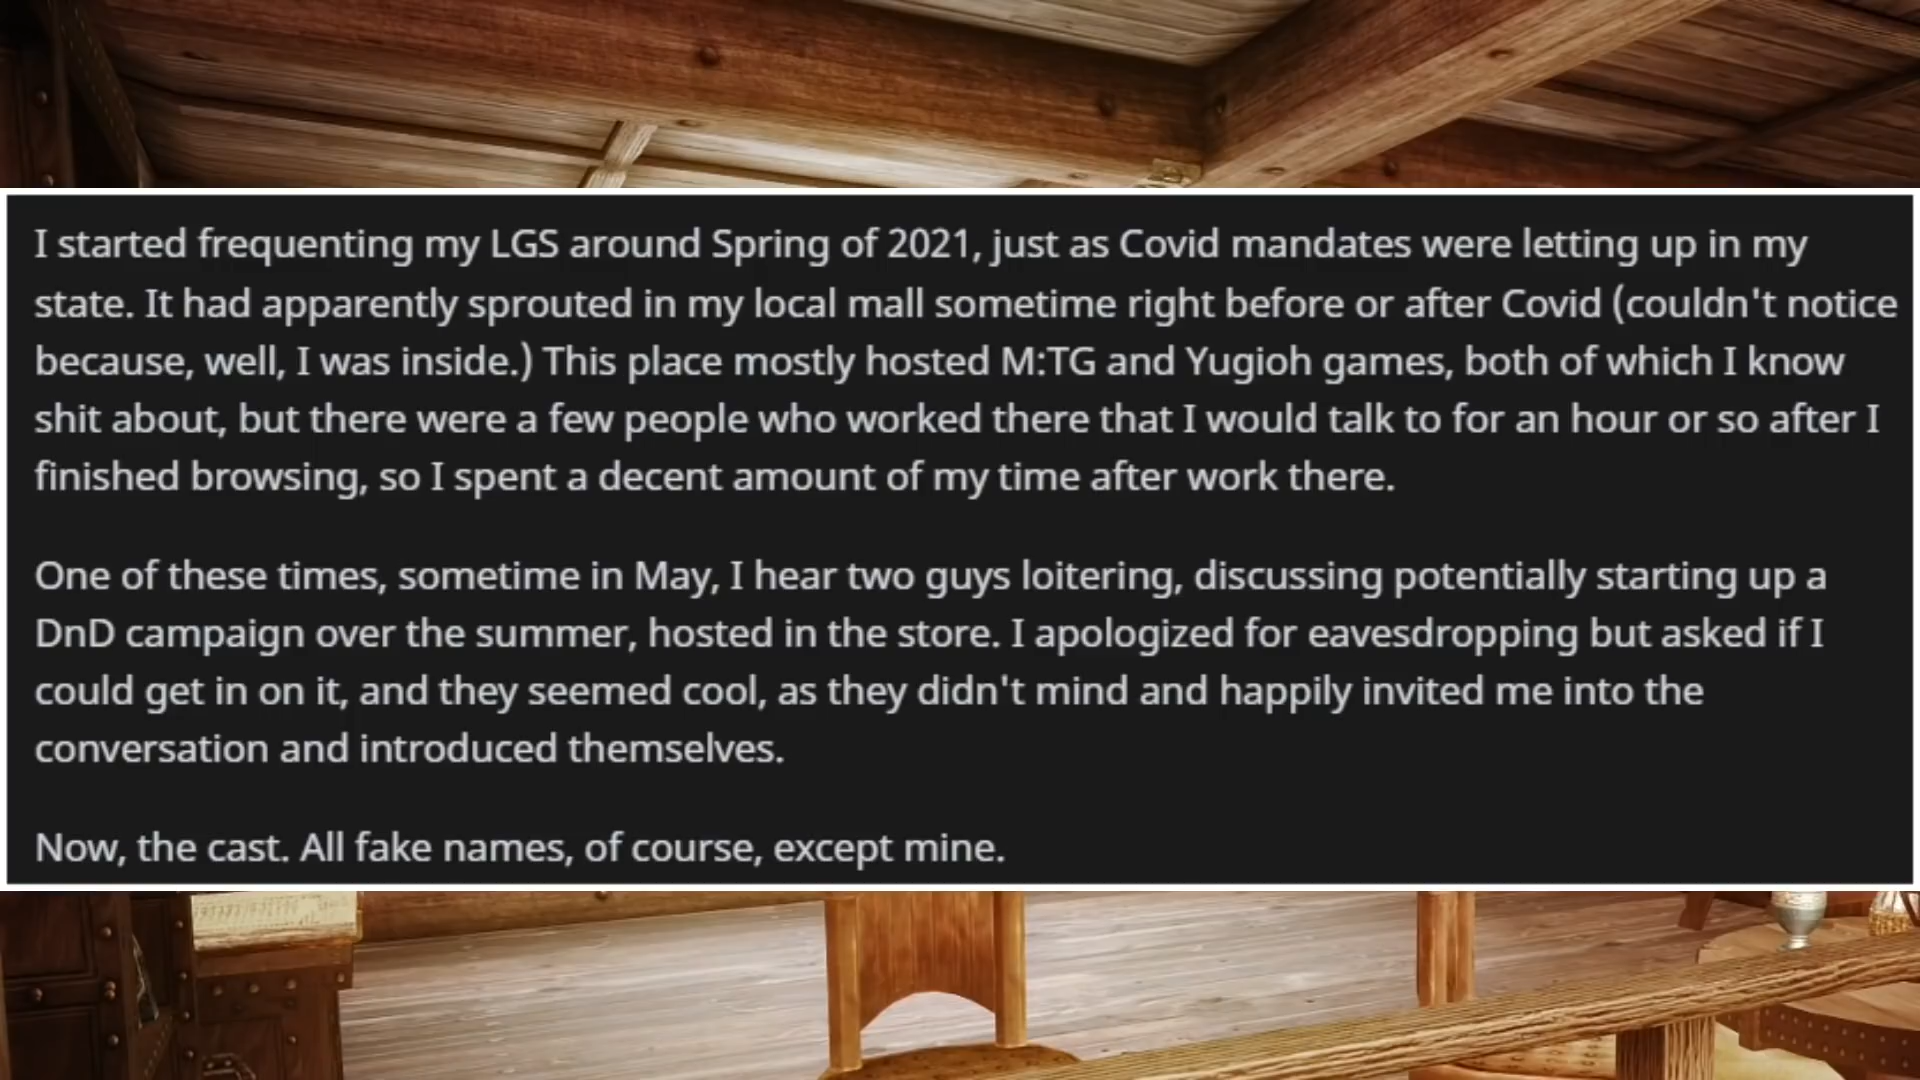 I started frequenting my LGS around Spring of 2021, just as Covid mandates were letting up in my
state. It had apparently sprouted in my local mall sometime right before or after Covid (couldn't notice
because, well, I was inside.) This place mostly hosted M:TG and Yugioh games, both of which I know
shit about, but there were a few people who worked there that I would talk to for an hour or so after I
finished browsing, so I spent a decent amount of my time after work there.
One of these times, sometime in May, I hear two guys loitering, discussing potentially starting up a
DnD campaign over the summer, hosted in the store. I apologized for eavesdropping but asked if I
could get in on it, and they seemed cool, as they didn't mind and happily invited me into the
conversation and introduced themselves.
Now, the cast. All fake names, of course, except mine.